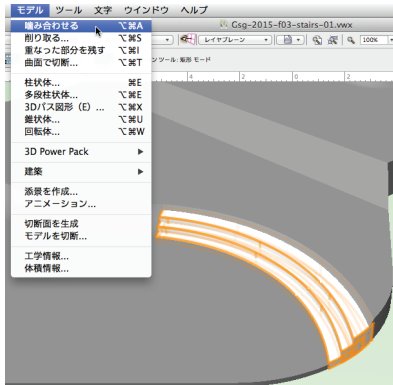 モデル ツール 文字 ウインドウ ヘルプ
噛み合わせる ⌥⌘A
Gsg-2015-f03-stairs-01.vwx
削り取る... ⌥⌘S
レイヤプレーン
100%
重なった部分を残す ⌥⌘I
曲面で切断... ⌥⌘T
ツール: 矩形 モード
柱状体... ⌘E
4 2 0 2
多段柱状体... ⌥⌘E
3Dパス図形（E）... ⌥⌘X
錐状体... ⌥⌘U
回転体... ⌥⌘W
3D Power Pack ▶
建築 ▶
添景を作成...
アニメーション...
切断面を生成
モデルを切断...
工学情報...
体積情報...